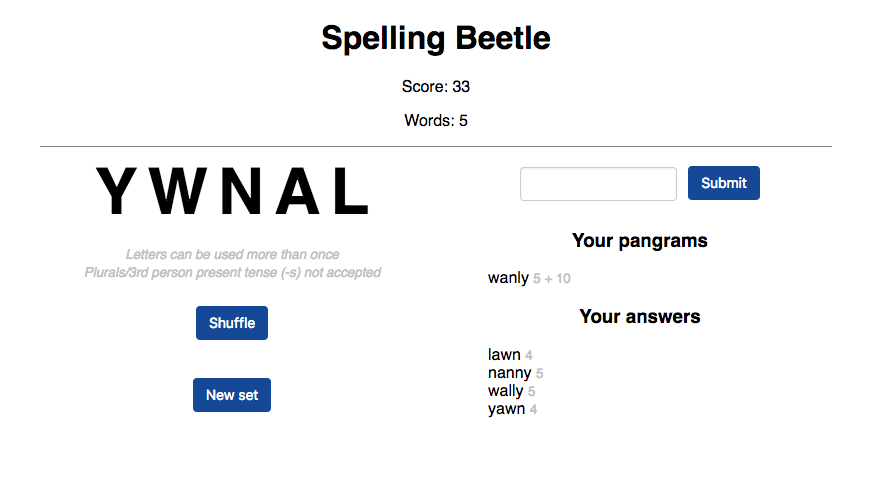 Spelling Beetle
Score: 33
Words: 5
Y W N A L
Letters can be used more than once
Plurals/3rd person present tense (-s) not accepted
Shuffle
New set
Submit
Your pangrams
wanly 5 + 10
Your answers
lawn 4
nanny 5
wally 5
yawn 4